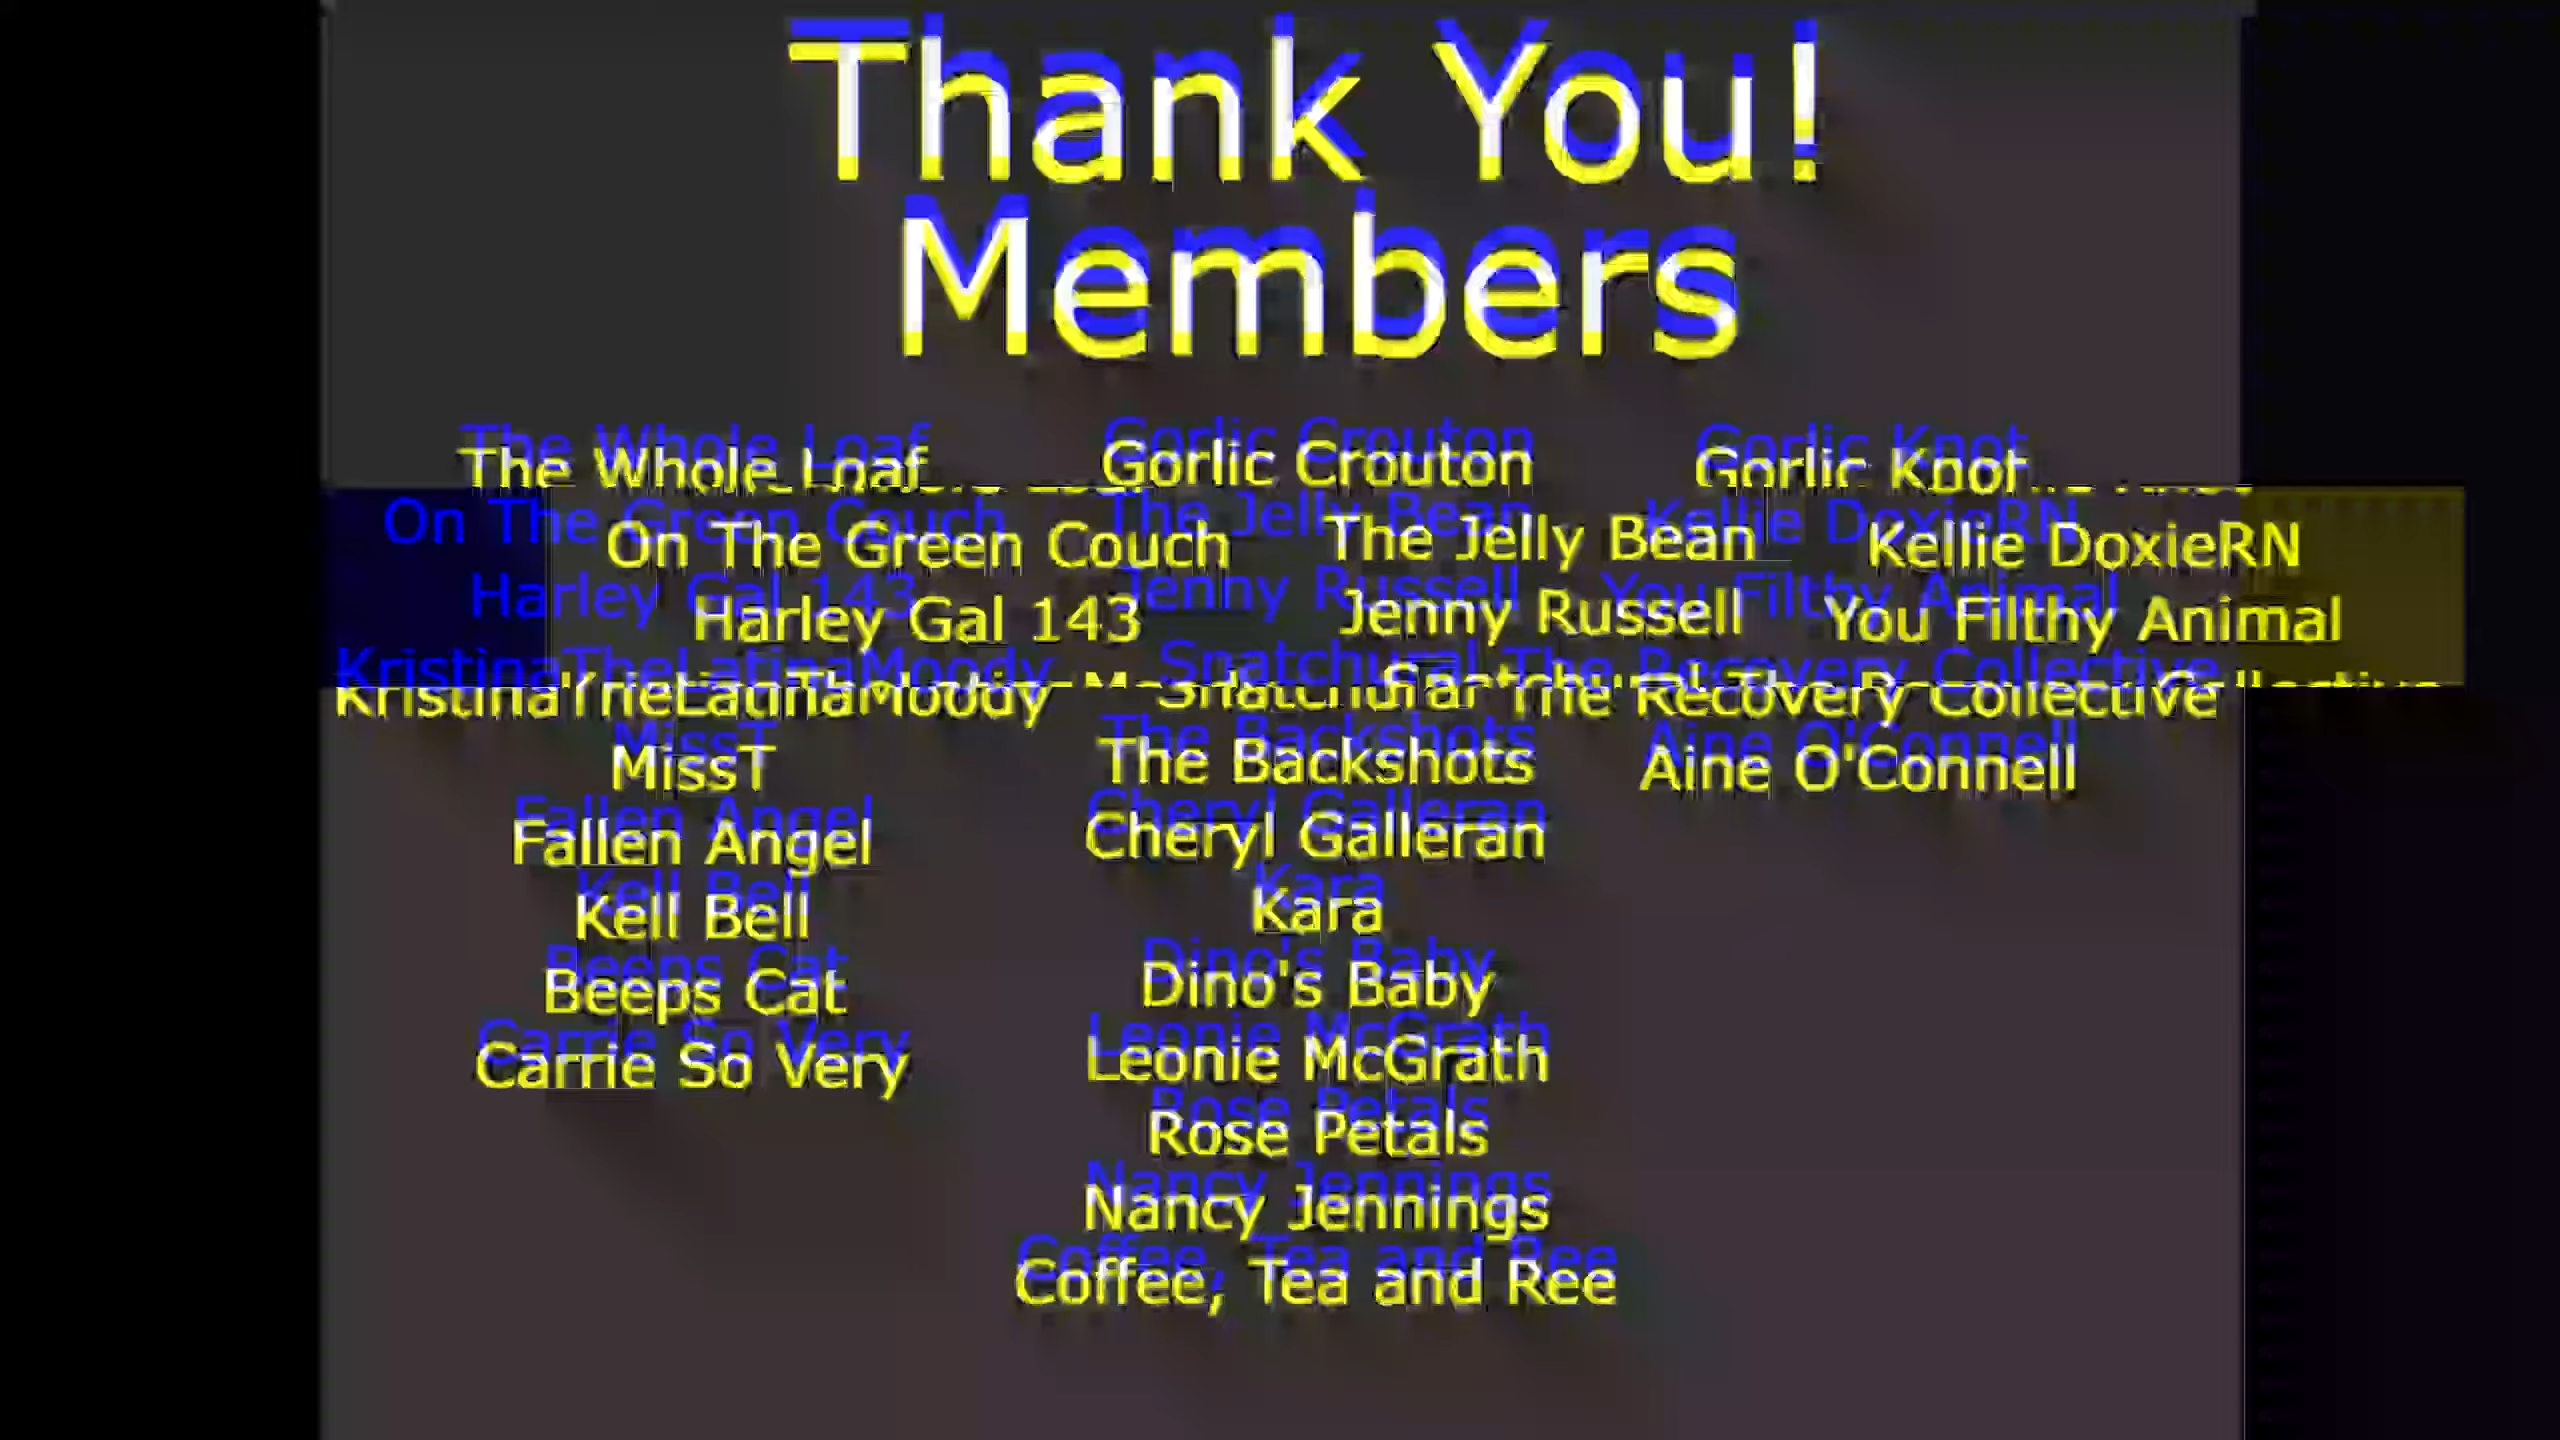 Thank You!
Members
The Whole Loaf Gorlic Crouton Gorlic Knot
On The Green Couch The Jelly Bean Kellie DoxieRN
Harley Gal 143 Jenny Russell You Filthy Animal
KristinaTheLatinaMoody Snatchural The Recovery Collective
MissT The Backshots Aine O'Connell
Fallen Angel Cheryl Galleran
Kell Bell Kara
Beeps Cat Dino's Baby
Carrie So Very Leonie McGrath
Rose Petals
Nancy Jennings
Coffee, Tea and Ree